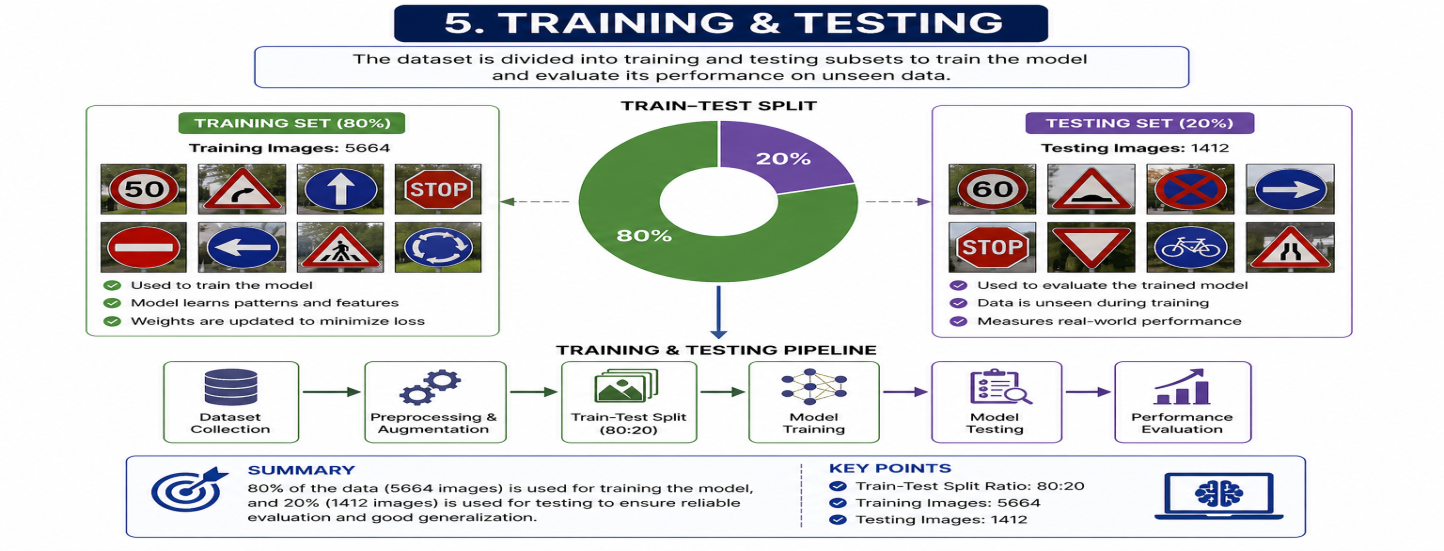 5. TRAINING & TESTING
The dataset is divided into training and testing subsets to train the model
and evaluate its performance on unseen data.
TRAINING SET (80%)
Training Images: 5664
50
STOP
Used to train the model
Model learns patterns and features
Weights are updated to minimize loss
TRAIN–TEST SPLIT
20%
80%
TESTING SET (20%)
Testing Images: 1412
60
STOP
Used to evaluate the trained model
Data is unseen during training
Measures real-world performance
TRAINING & TESTING PIPELINE
Dataset
Collection
Preprocessing &
Augmentation
Train-Test Split
(80:20)
Model
Training
Model
Testing
Performance
Evaluation
SUMMARY
80% of the data (5664 images) is used for training the model,
and 20% (1412 images) is used for testing to ensure reliable
evaluation and good generalization.
KEY POINTS
Train-Test Split Ratio: 80:20
Training Images: 5664
Testing Images: 1412